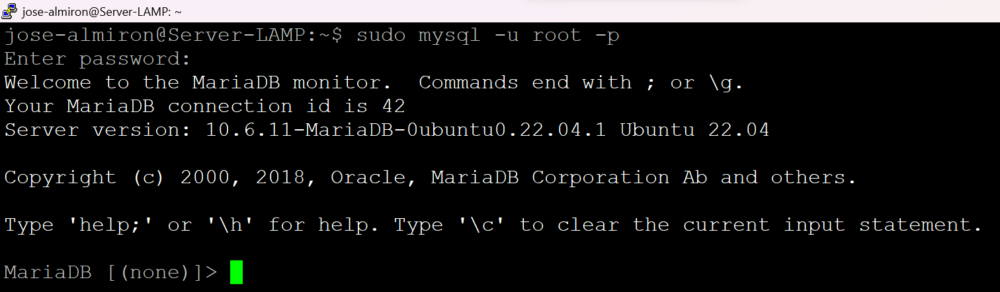 jose-almiron@Server-LAMP: ~
jose-almiron@Server-LAMP:~$ sudo mysql -u root -p
Enter password:
Welcome to the MariaDB monitor.  Commands end with ; or \g.
Your MariaDB connection id is 42
Server version: 10.6.11-MariaDB-0ubuntu0.22.04.1 Ubuntu 22.04
Copyright (c) 2000, 2018, Oracle, MariaDB Corporation Ab and others.
Type 'help;' or '\h' for help. Type '\c' to clear the current input statement.
MariaDB [(none)]>